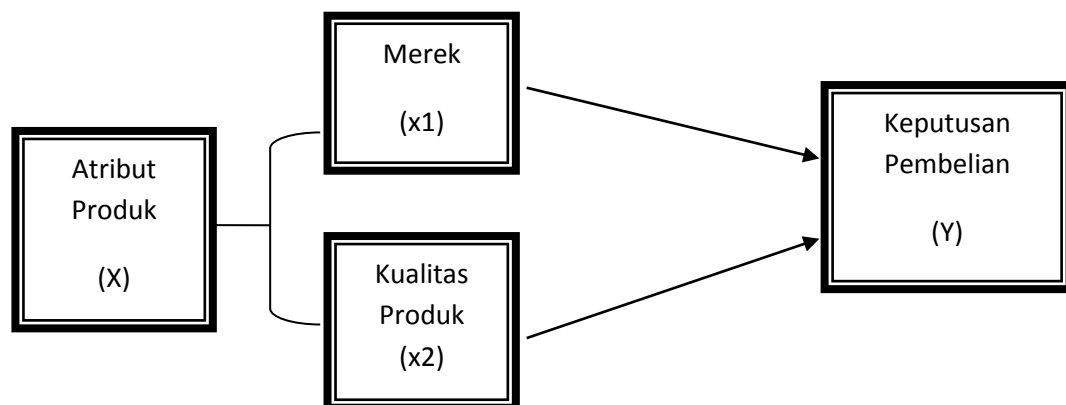 Atribut
Produk
(X)
Merek
(x1)
Kualitas
Produk
(x2)
Keputusan
Pembelian
(Y)